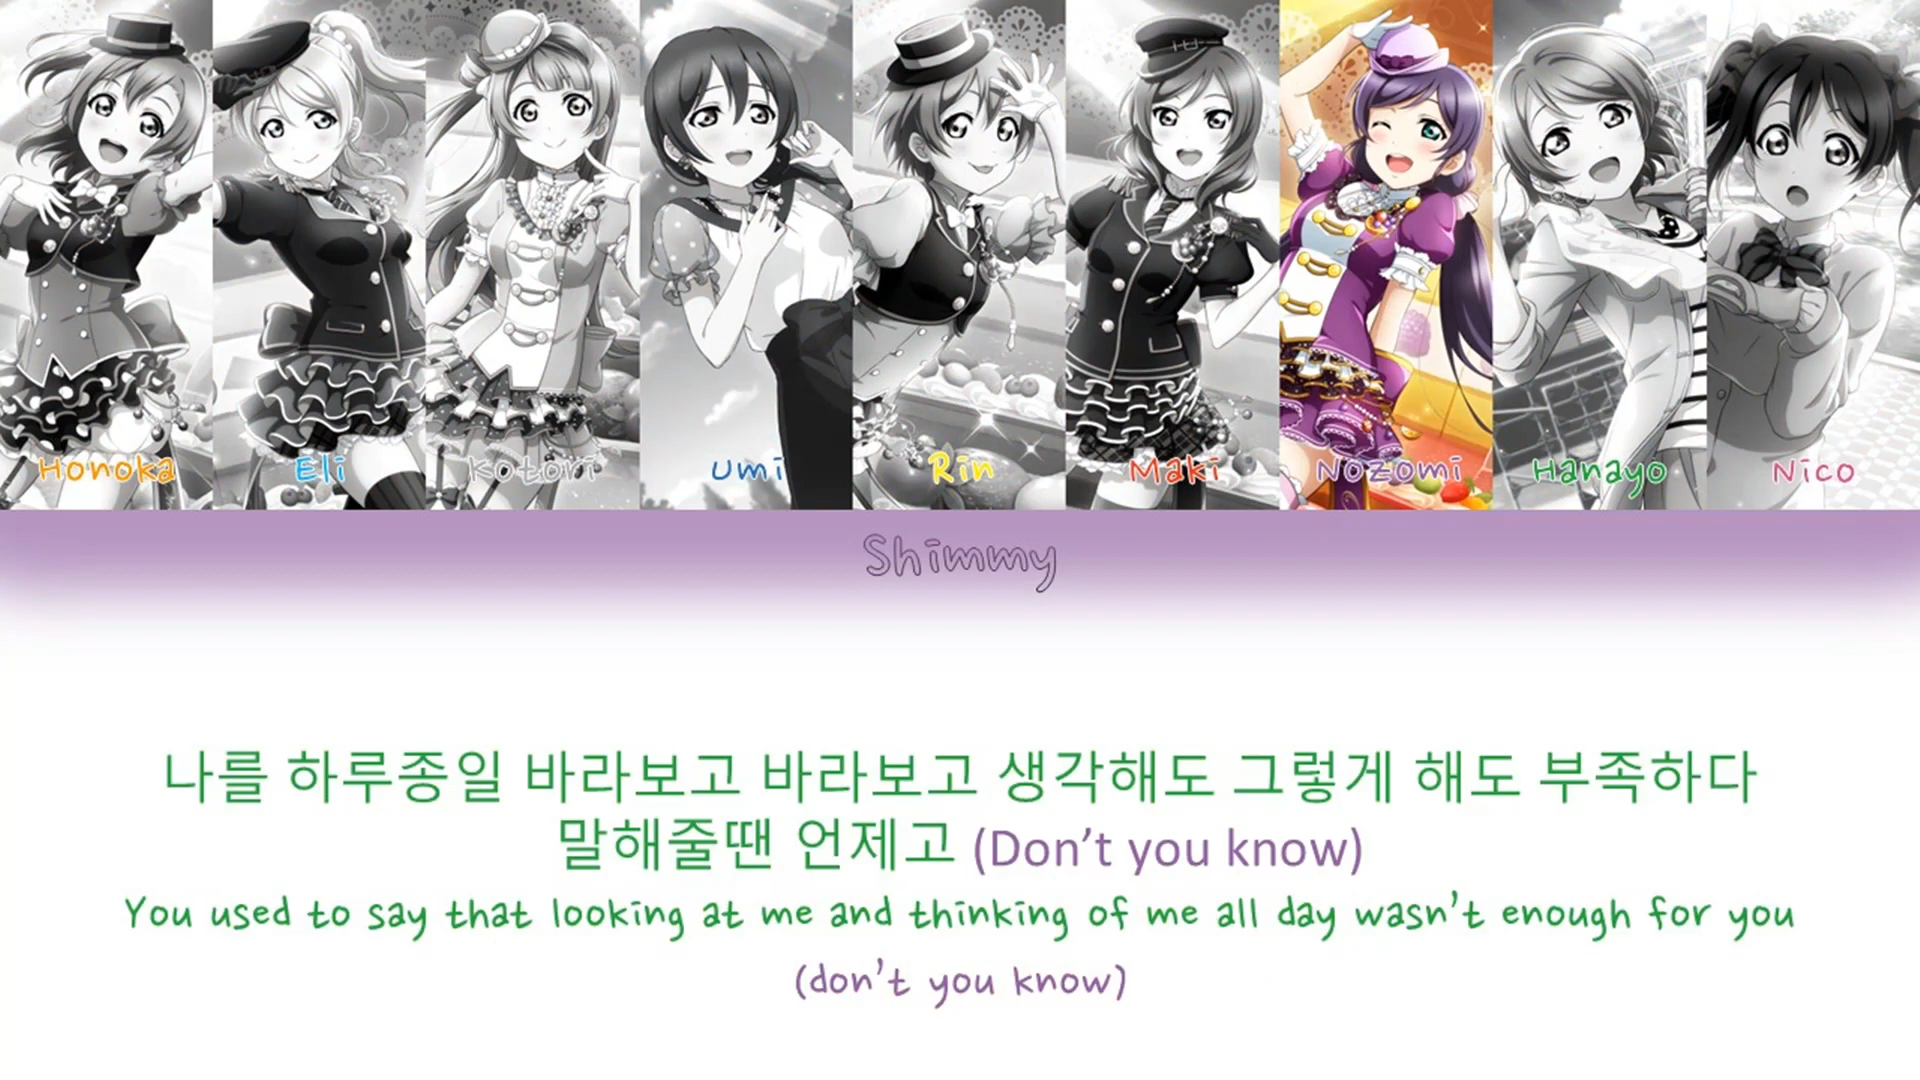 Honoka Eli Kotori Umi Rin Maki Nozomi Hanayo Nico
Shimmy
나를 하루종일 바라보고 바라보고 생각해도 그렇게 해도 부족하다
말해줄땐 언제고 (Don't you know)
You used to say that looking at me and thinking of me all day wasn't enough for you
(don't you know)